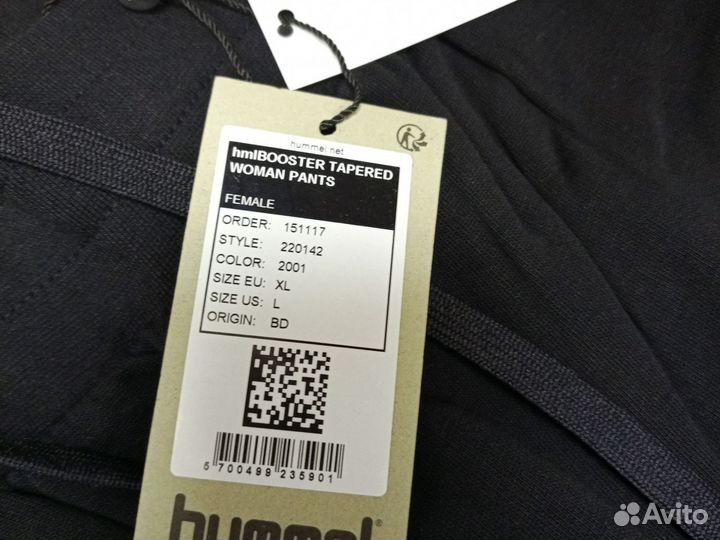 hummel.net
hmlBOOSTER TAPERED
WOMAN PANTS
FEMALE
ORDER: 151117
STYLE: 220142
COLOR: 2001
SIZE EU: XL
SIZE US: L
ORIGIN: BD
5 700499 235901
hummel®
Avito